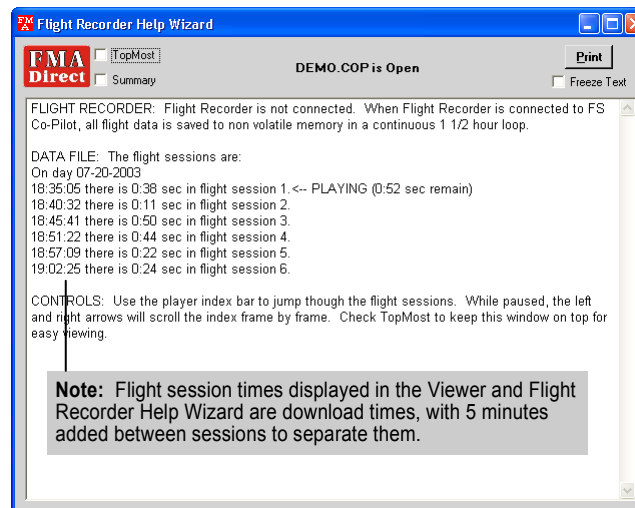 Flight Recorder Help Wizard
FMA
Direct
TopMost
Summary
DEMO.COP is Open
Print
Freeze Text
FLIGHT RECORDER: Flight Recorder is not connected. When Flight Recorder is connected to FS
Co-Pilot, all flight data is saved to non volatile memory in a continuous 1 1/2 hour loop.
DATA FILE: The flight sessions are:
On day 07-20-2003
18:35:05 there is 0:38 sec in flight session 1.<-- PLAYING (0:52 sec remain)
18:40:32 there is 0:11 sec in flight session 2.
18:45:41 there is 0:50 sec in flight session 3.
18:51:22 there is 0:44 sec in flight session 4.
18:57:09 there is 0:22 sec in flight session 5.
19:02:25 there is 0:24 sec in flight session 6.
CONTROLS: Use the player index bar to jump though the flight sessions. While paused, the left
and right arrows will scroll the index frame by frame. Check TopMost to keep this window on top for
easy viewing.
Note: Flight session times displayed in the Viewer and Flight
Recorder Help Wizard are download times, with 5 minutes
added between sessions to separate them.